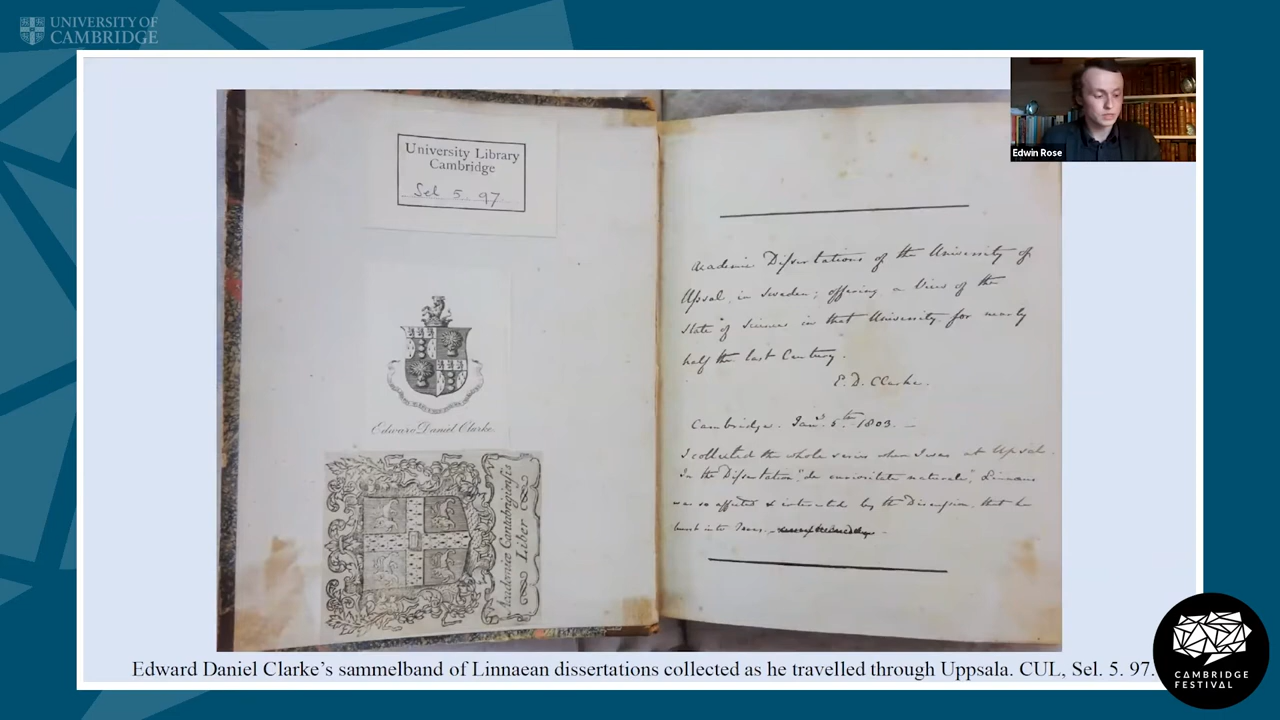 UNIVERSITY OF
CAMBRIDGE
Edwin Rose
University Library
Cambridge
Sel 5. 97
Edward Daniel Clarke.
Academiæ Cantabrigiensis
Liber
Academic Dissertations of the University of
Upsal, in Sweden; offering a View of the
State of Science in that University, for nearly
half the last Century.
E. D. Clarke.
Cambridge. Jany. 5th. 1803. —
I collected the whole series when I was at Upsal.
In the Dissertation "de curiositate naturali", Linnæus
was so affected & interested by the Discussion, that he
burst into Tears.
Edward Daniel Clarke’s sammelband of Linnaean dissertations collected as he travelled through Uppsala. CUL, Sel. 5. 97.
CAMBRIDGE
FESTIVAL